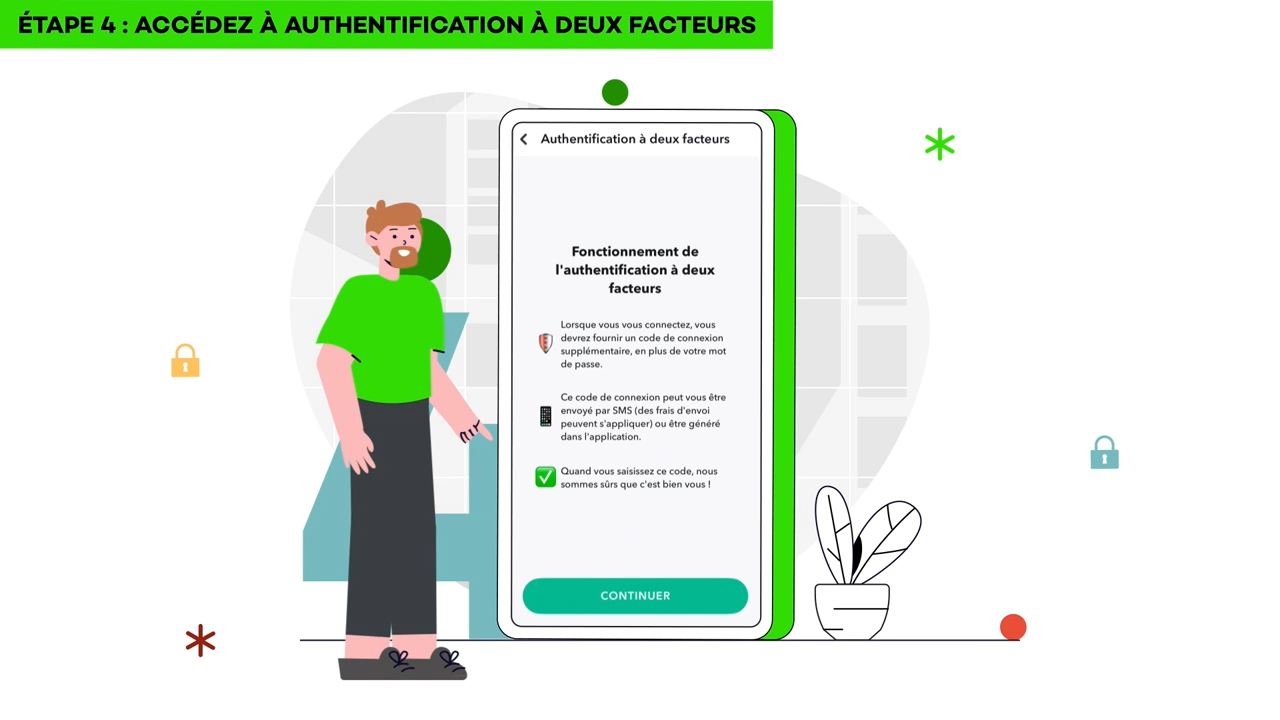 ÉTAPE 4 : ACCÉDEZ À AUTHENTIFICATION À DEUX FACTEURS
Authentification à deux facteurs
Fonctionnement de
l'authentification à deux
facteurs
Lorsque vous vous connectez, vous
devrez fournir un code de connexion
supplémentaire, en plus de votre mot
de passe.
Ce code de connexion peut vous être
envoyé par SMS (des frais d'envoi
peuvent s'appliquer) ou être généré
dans l'application.
Quand vous saisissez ce code, nous
sommes sûrs que c'est bien vous !
CONTINUER
4